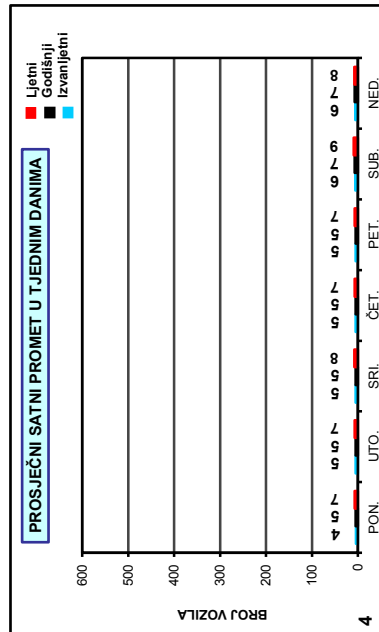 PROSJEČNI SATNI PROMET U TJEDNIM DANIMA
Ljetni
Godišnji
Izvanljetni
BROJ VOZILA
600
500
400
300
200
100
0
4 5 7
5 5 7
5 5 8
5 5 7
5 5 7
6 7 9
6 7 8
PON. UTO. SRI. ČET. PET. SUB. NED.
4